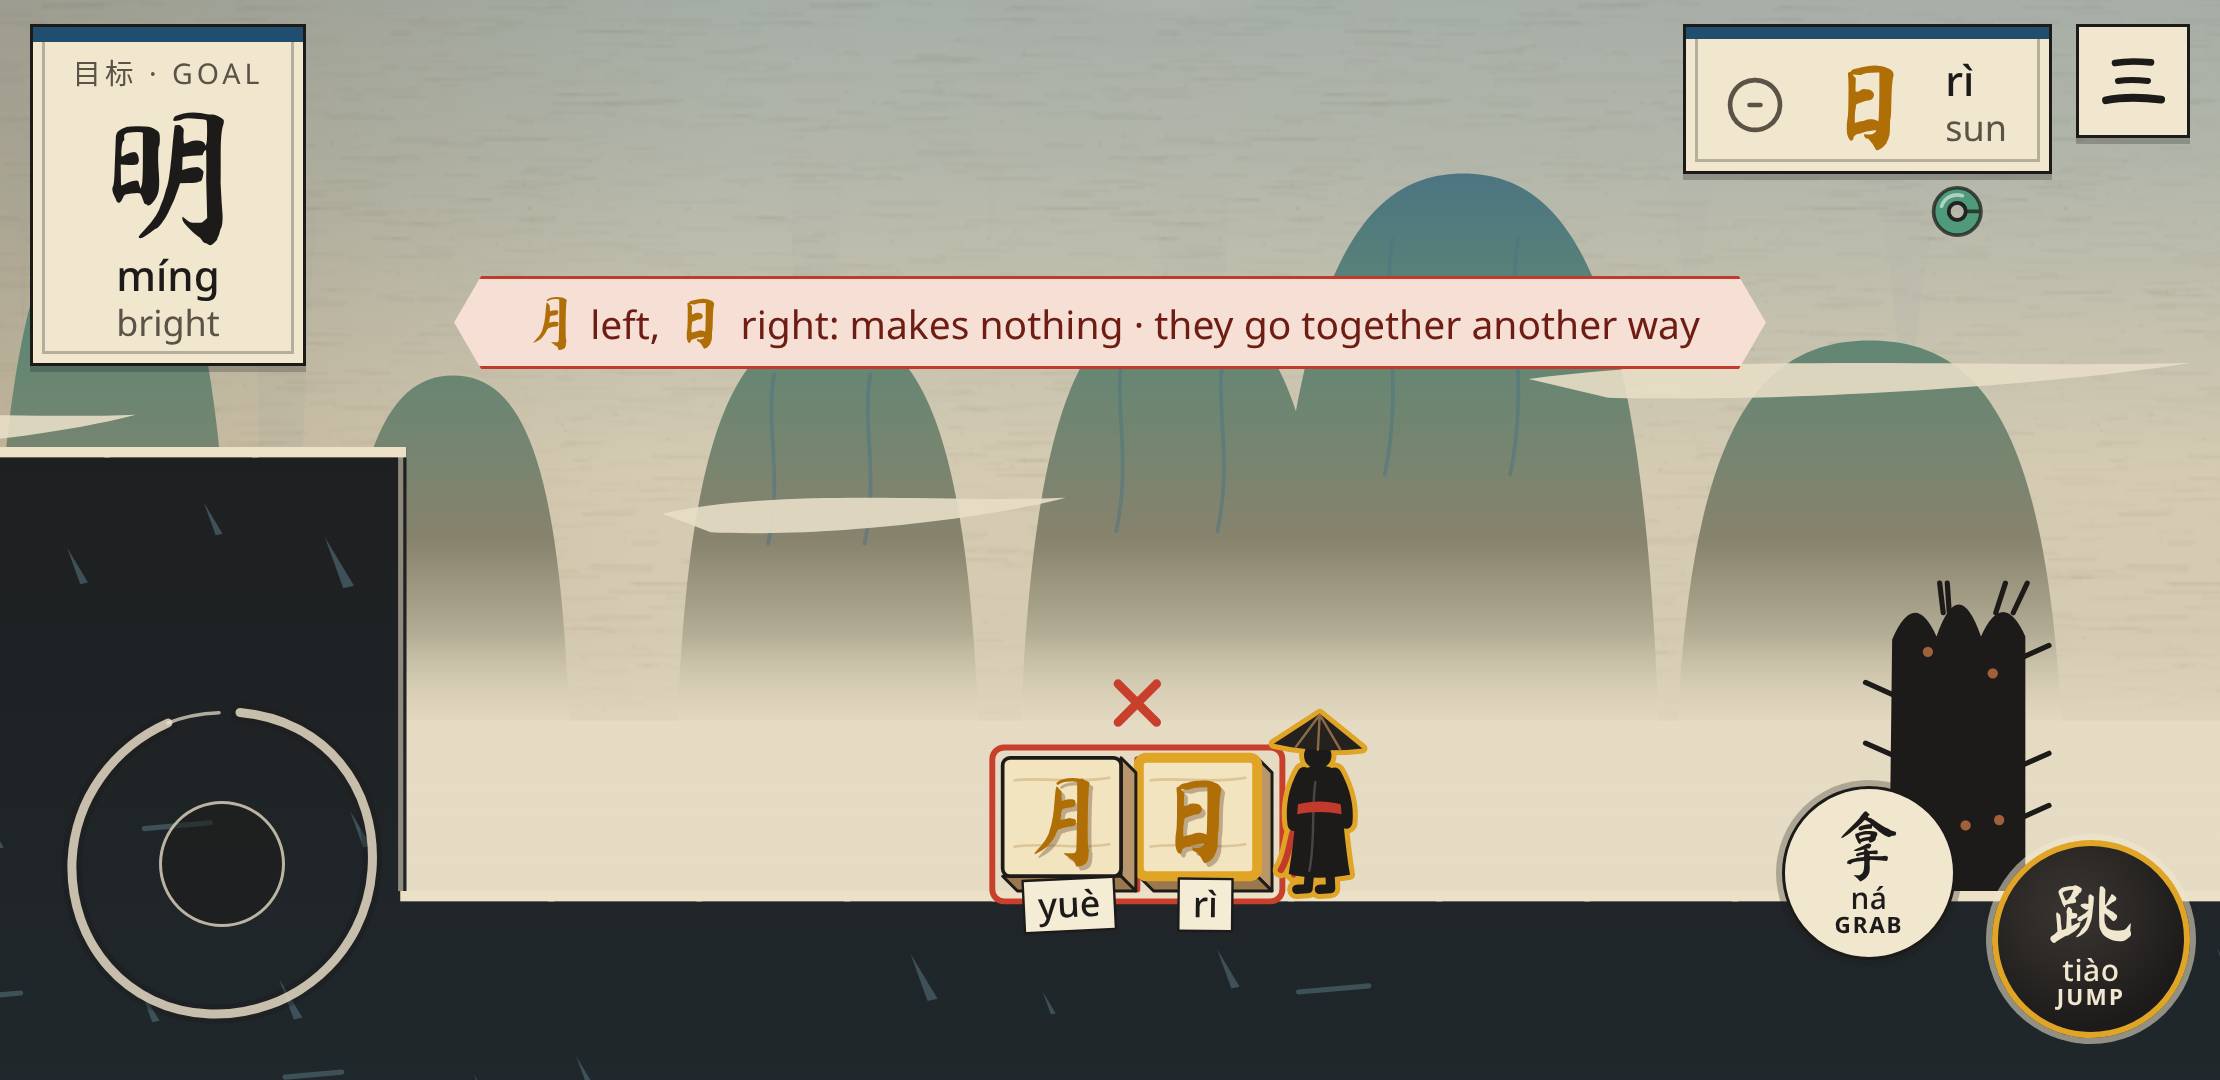 目标 · GOAL
明
míng
bright
日
rì
sun
三
月 left, 日 right: makes nothing · they go together another way
月 日
yuè rì
拿
ná
GRAB
跳
tiào
JUMP